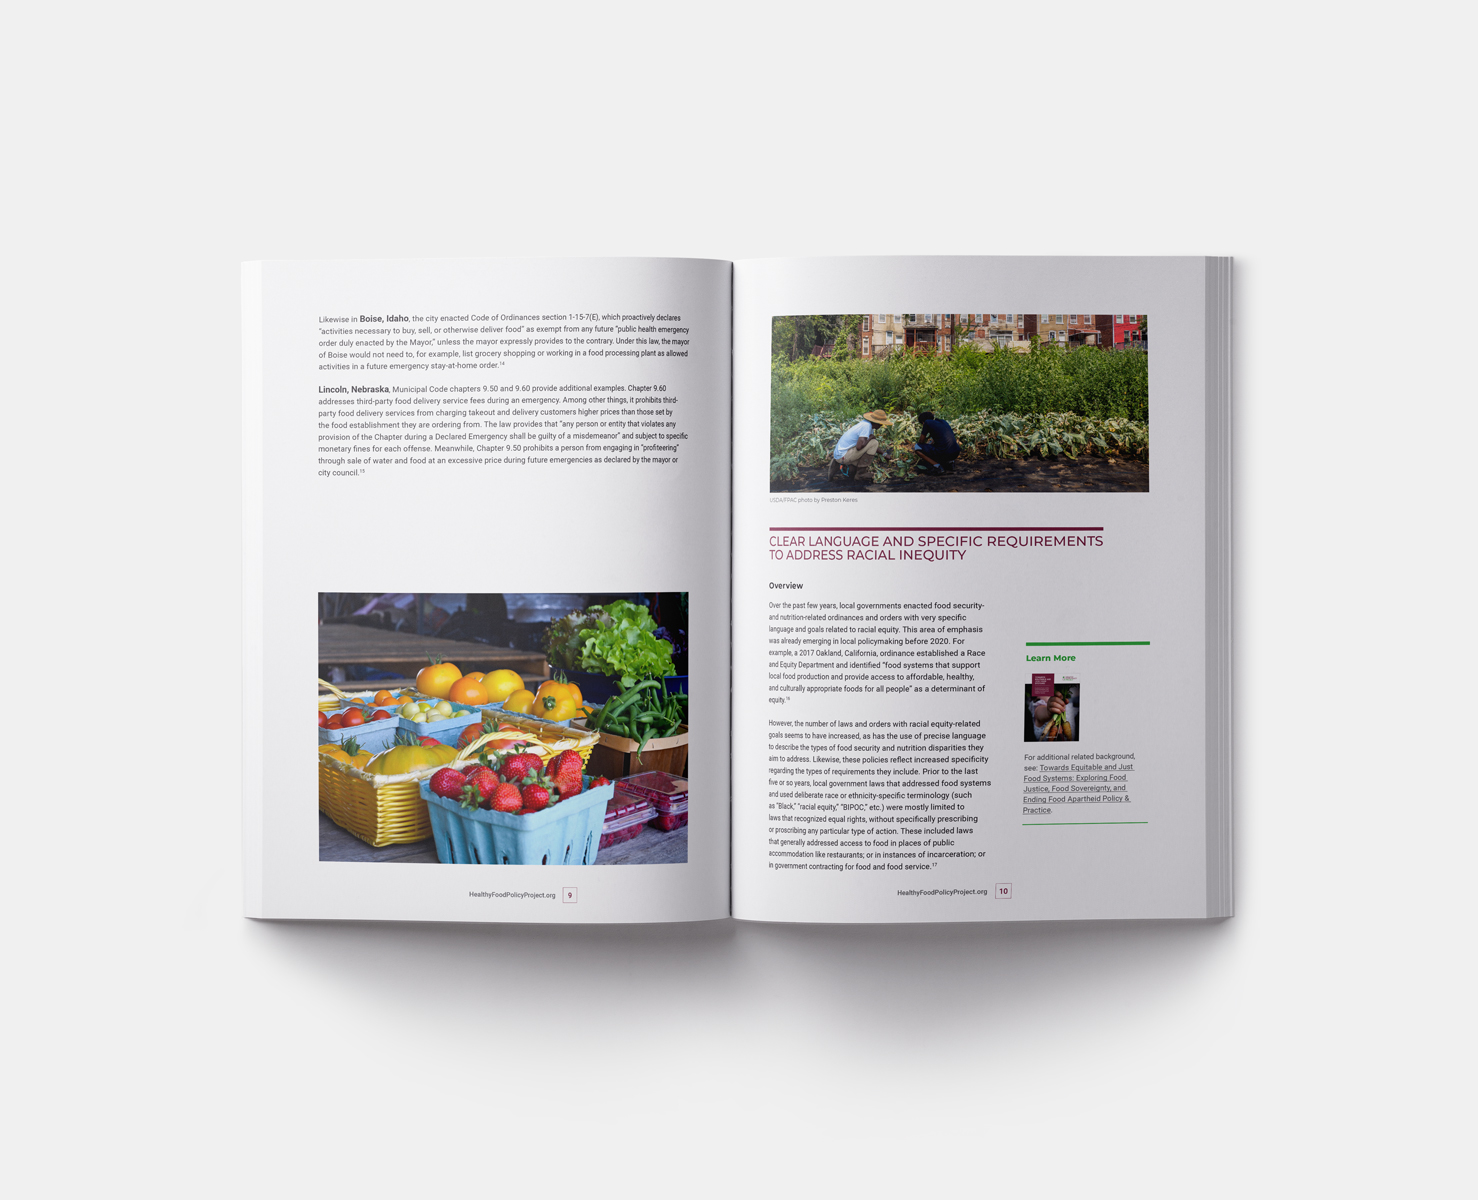 Likewise in Boise, Idaho, the city enacted Code of Ordinances section 1-15-7(E), which proactively declares
“activities necessary to buy, sell, or otherwise deliver food” as exempt from any future “public health emergency
order duly enacted by the Mayor,” unless the mayor expressly provides to the contrary. Under this law, the mayor
of Boise would not need to, for example, list grocery shopping or working in a food processing plant as allowed
activities in a future emergency stay-at-home order.14
Lincoln, Nebraska, Municipal Code chapters 9.50 and 9.60 provide additional examples. Chapter 9.60
addresses third-party food delivery service fees during an emergency. Among other things, it prohibits third-
party food delivery services from charging takeout and delivery customers higher prices than those set by
the food establishment they are ordering from. The law provides that “any person or entity that violates any
provision of the Chapter during a Declared Emergency shall be guilty of a misdemeanor” and subject to specific
monetary fines for each offense. Meanwhile, Chapter 9.50 prohibits a person from engaging in “profiteering”
through sale of water and food at an excessive price during future emergencies as declared by the mayor or
city council.15
HealthyFoodPolicyProject.org 9
USDA/FPAC photo by Preston Keres
CLEAR LANGUAGE AND SPECIFIC REQUIREMENTS
TO ADDRESS RACIAL INEQUITY
Overview
Over the past few years, local governments enacted food security-
and nutrition-related ordinances and orders with very specific
language and goals related to racial equity. This area of emphasis
was already emerging in local policymaking before 2020. For
example, a 2017 Oakland, California, ordinance established a Race
and Equity Department and identified “food systems that support
local food production and provide access to affordable, healthy,
and culturally appropriate foods for all people” as a determinant of
equity.16
However, the number of laws and orders with racial equity-related
goals seems to have increased, as has the use of precise language
to describe the types of food security and nutrition disparities they
aim to address. Likewise, these policies reflect increased specificity
regarding the types of requirements they include. Prior to the last
five or so years, local government laws that addressed food systems
and used deliberate race or ethnicity-specific terminology (such
as “Black,” “racial equity,” “BIPOC,” etc.) were mostly limited to
laws that recognized equal rights, without specifically prescribing
or proscribing any particular type of action. These included laws
that generally addressed access to food in places of public
accommodation like restaurants; or in instances of incarceration; or
in government contracting for food and food service.17
Learn More
For additional related background,
see: Towards Equitable and Just
Food Systems: Exploring Food
Justice, Food Sovereignty, and
Ending Food Apartheid Policy &
Practice.
HealthyFoodPolicyProject.org 10